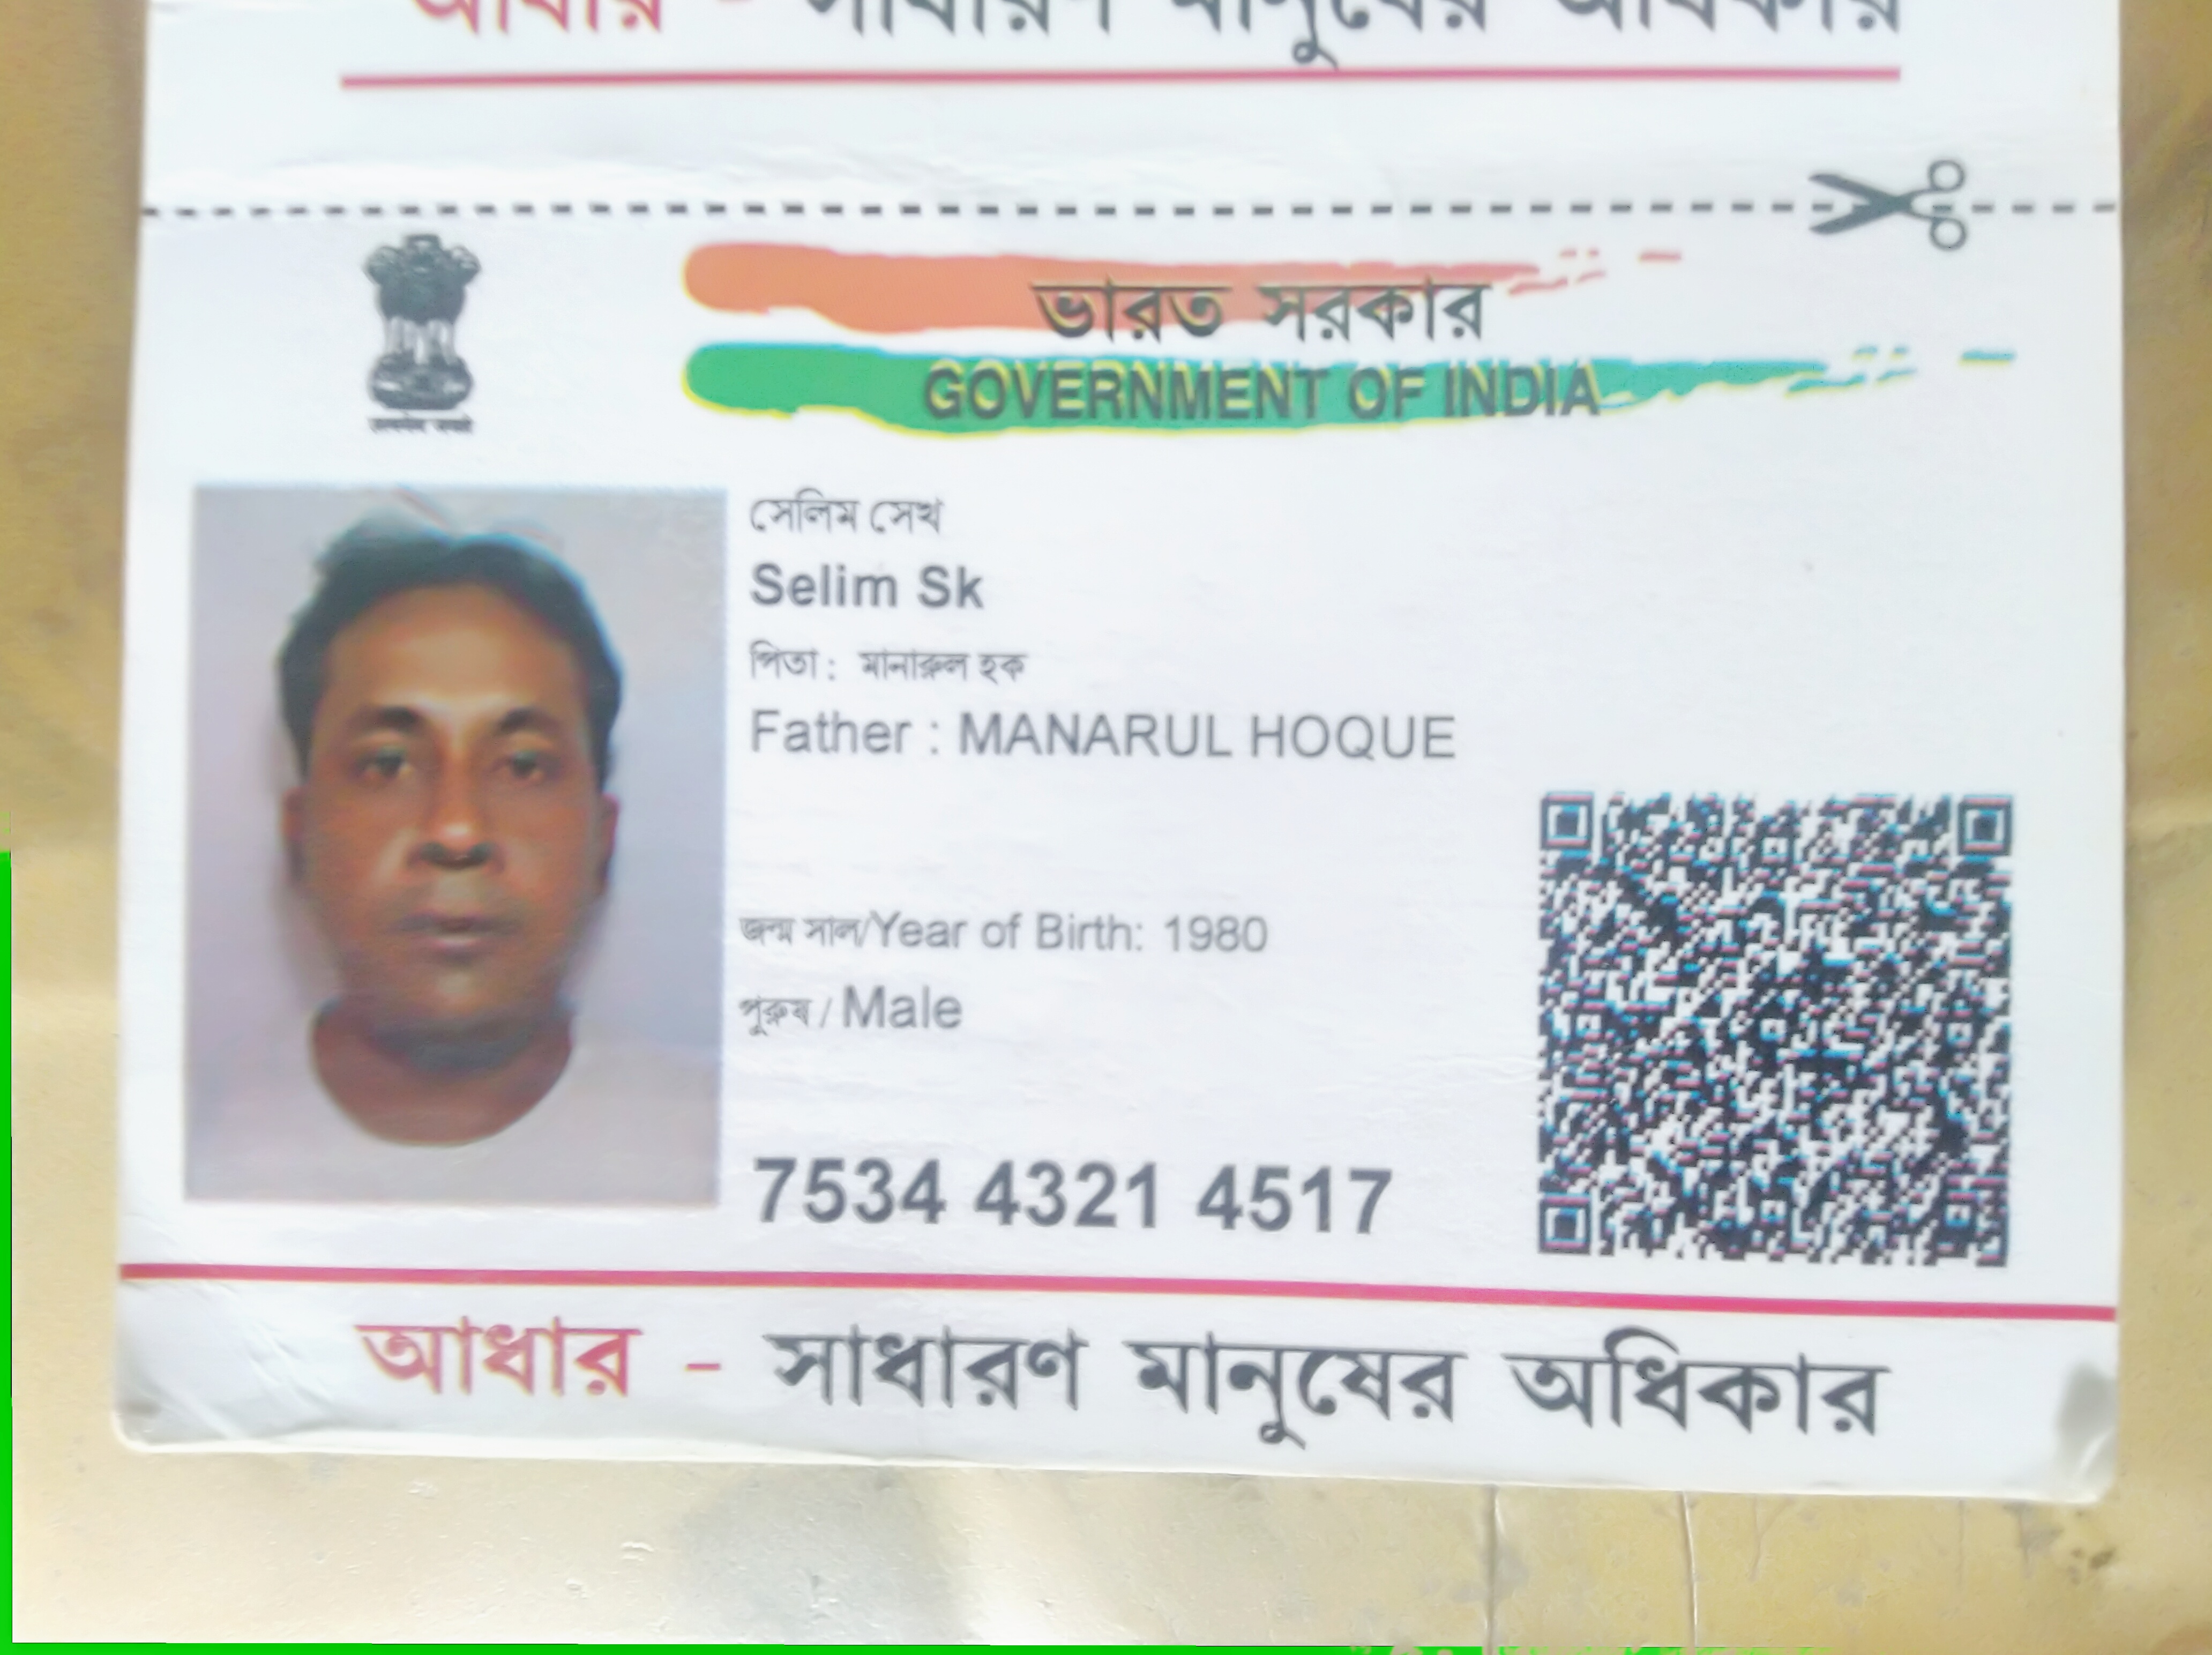 ভারত সরকার
GOVERNMENT OF INDIA
সেলিম সেখ
Selim Sk
পিতা : মানারুল হক
Father : MANARUL HOQUE
জন্ম সাল/Year of Birth: 1980
পুরুষ / Male
7534 4321 4517
আধার - সাধারণ মানুষের অধিকার